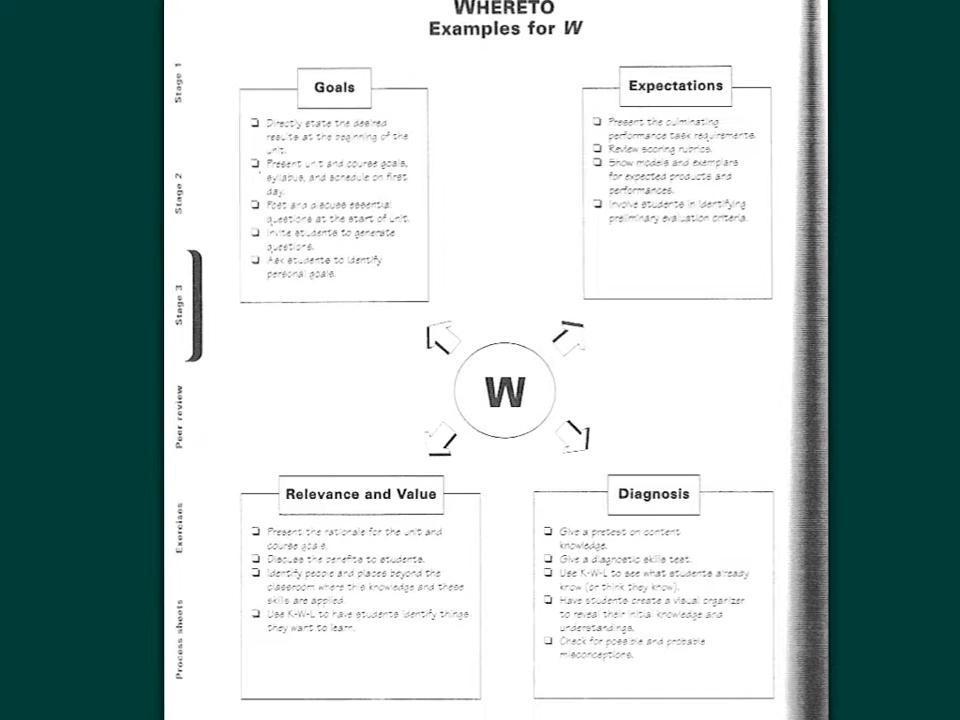 WHERETO
Examples for W
Stage 1
Stage 2
Stage 3
Peer review
Exercises
Process sheets
Goals
❏ Directly state the desired
results at the beginning of the
unit.
❏ Present unit and course goals,
syllabus, and schedule on first
day.
❏ Post and discuss essential
questions at the start of unit.
❏ Invite students to generate
questions.
❏ Ask students to identify
personal goals.
Expectations
❏ Present the culminating
performance task requirements.
❏ Review scoring rubrics.
❏ Show models and exemplars
for expected products and
performances.
❏ Involve students in identifying
preliminary evaluation criteria.
W
Relevance and Value
❏ Present the rationale for the unit and
course goals.
❏ Discuss the benefits to students.
❏ Identify people and places beyond the
classroom where this knowledge and these
skills are applied.
❏ Use K-W-L to have students identify things
they want to learn.
Diagnosis
❏ Give a pretest on content
knowledge.
❏ Give a diagnostic skills test.
❏ Use K-W-L to see what students already
know (or think they know).
❏ Have students create a visual organizer
to reveal their initial knowledge and
understandings.
❏ Check for possible and probable
misconceptions.